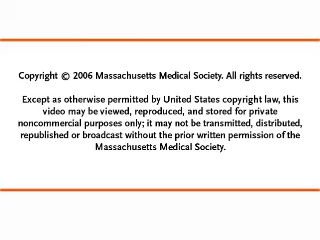 Copyright © 2006 Massachusetts Medical Society. All rights reserved.
Except as otherwise permitted by United States copyright law, this
video may be viewed, reproduced, and stored for private
noncommercial purposes only; it may not be transmitted, distributed,
republished or broadcast without the prior written permission of the
Massachusetts Medical Society.